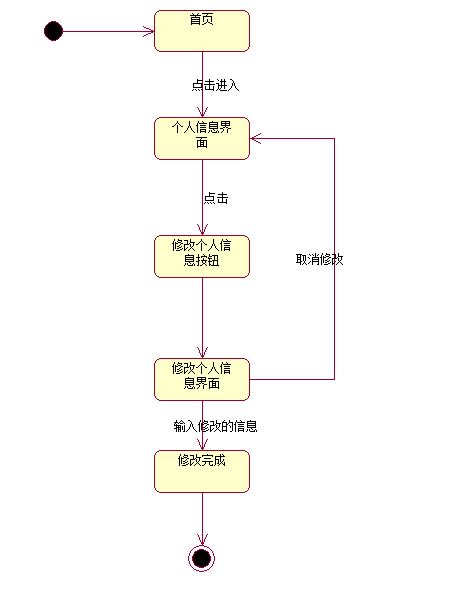 首页
点击进入
个人信息界
面
点击
修改个人信
息按钮
取消修改
修改个人信
息界面
输入修改的信息
修改完成